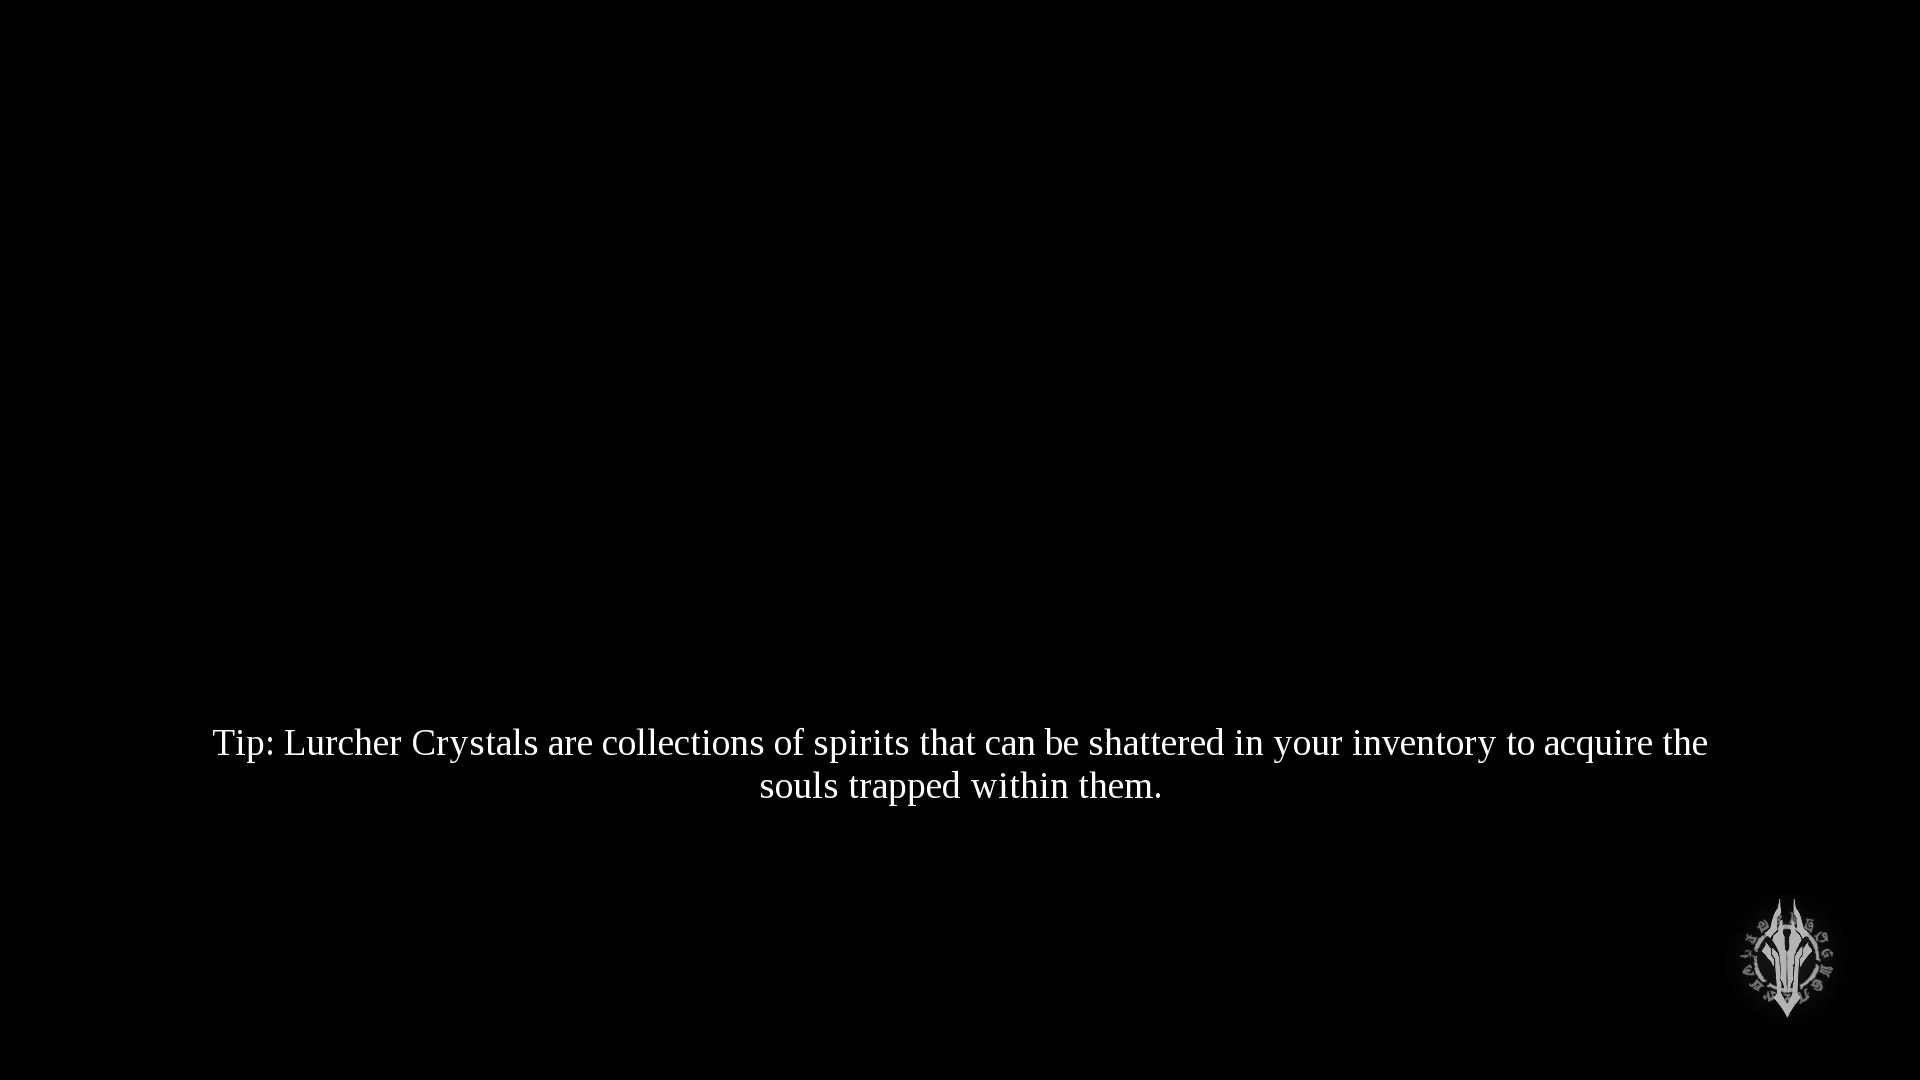 Tip: Lurcher Crystals are collections of spirits that can be shattered in your inventory to acquire the
souls trapped within them.